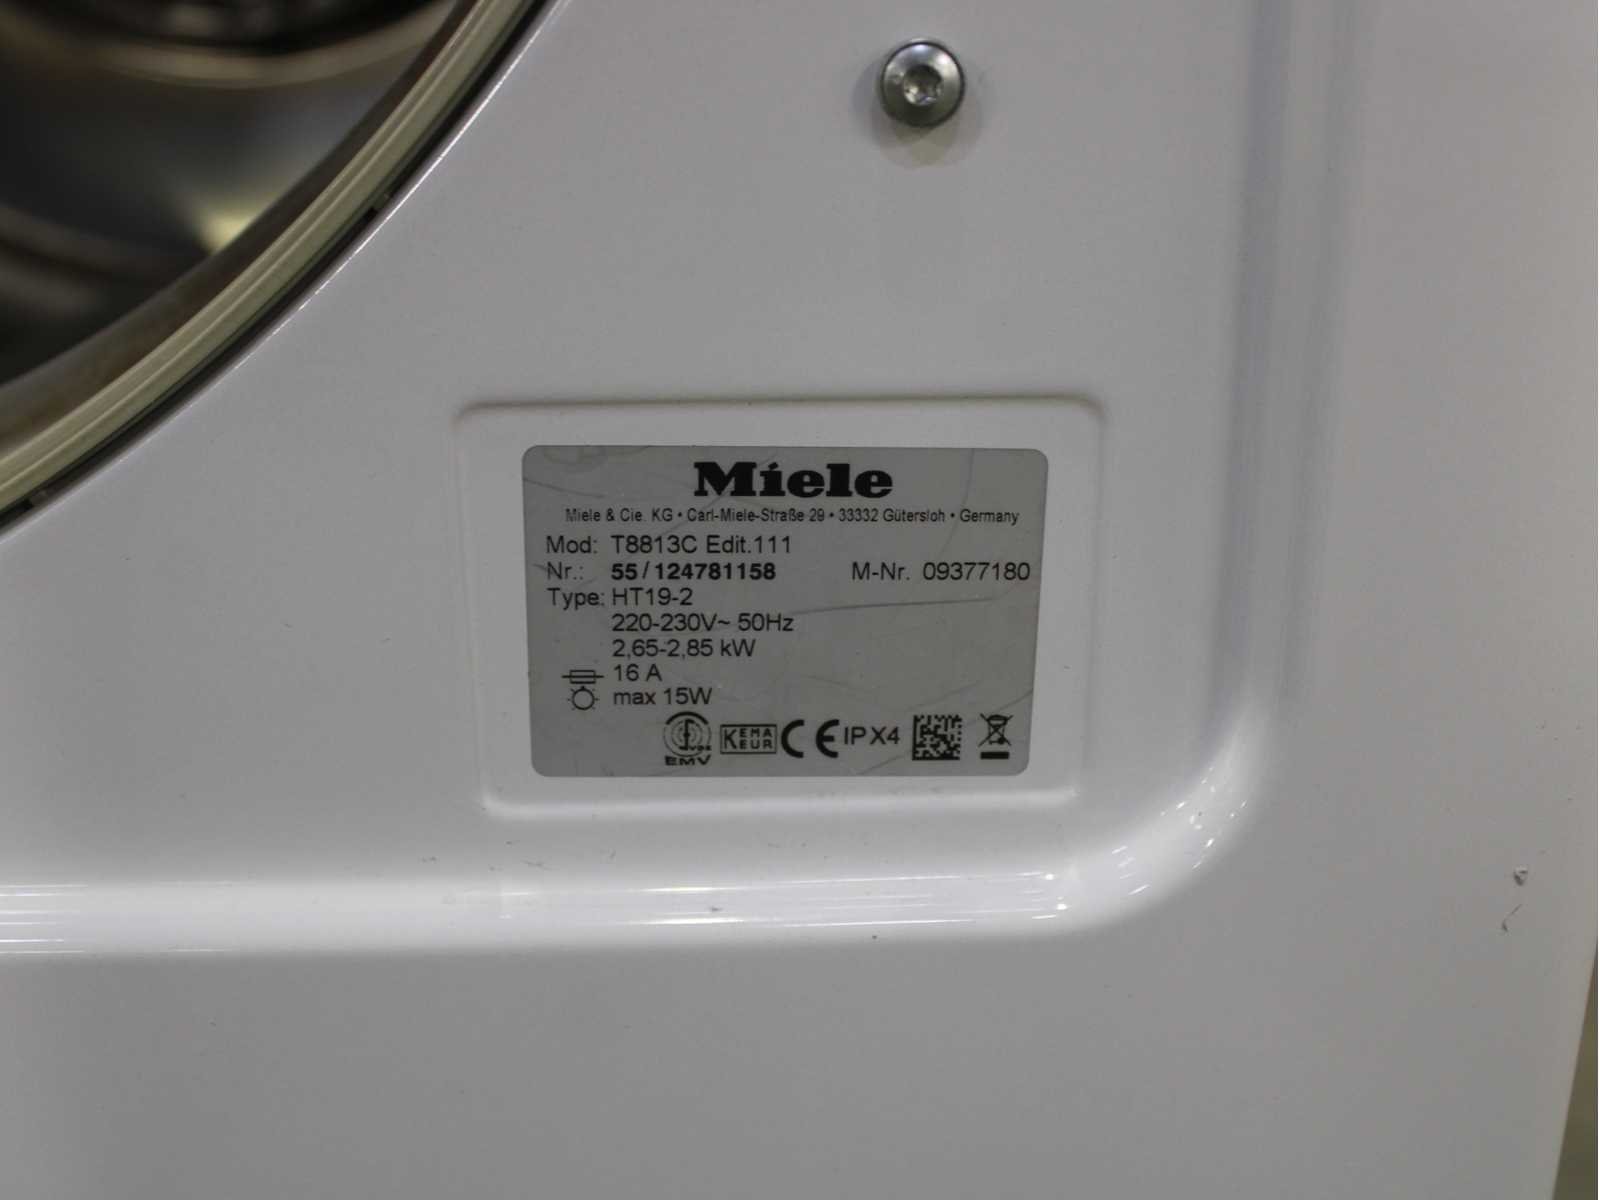 Miele
Miele & Cie. KG • Carl-Miele-Straße 29 • 33332 Gütersloh • Germany
Mod: T8813C Edit.111
Nr.: 55/124781158 M-Nr. 09377180
Type: HT19-2
220-230V~ 50Hz
2,65-2,85 kW
16 A
max 15W
VDE EMV KEMA KEUR CE IPX4